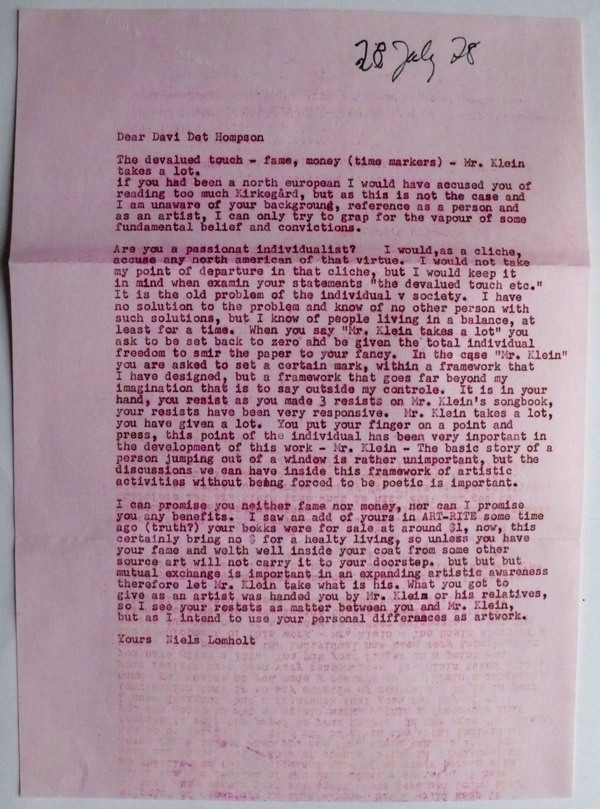 28 July 78
Dear Davi Det Hompson
The devalued touch - fame, money (time markers) - Mr. Klein
takes a lot.
if you had been a north european I would have accused you of
reading too much Kirkegård, but as this is not the case and
I am unaware of your backgroung, reference as a person and
as an artist, I can only try to grap for the vapour of some
fundamental belief and convictions.
Are you a passionat individualist? I would,as a cliche,
accuse any north american of that virtue. I would not take
my point of departure in that cliche, but I would keep it
in mind when examin your statements "the devalued touch etc."
It is the old problem of the individual v society. I have
no solution to the problem and know of no other person with
such solutions, but I know of people living in a balance, at
least for a time. When you say "Mr. Klein takes a lot" you
ask to be set back to zero and be given the total individual
freedom to smir the paper to your fancy. In the cqse "Mr. Klein"
you are asked to set a certain mark, within a framework that
I have designed, but a framework that goes far beyond my
imagination that is to say outside my controle. It is in your
hand, you resist as you made 3 resists on Mr. Klein's songbook,
your resists have been very responsive. Mr. Klein takes a lot,
you have given a lot. You put your finger on a point and
press, this point of the individual has been very inportant in
the development of this work - Mr. Klein - The basic story of a
person jumping out of a window is rather unimportant, but the
discussions we can have inside this framework of artistic
activities without being forced to be poetic is important.
I can promise you neither fame nor money, nor can I promise
you any benefits. I saw an add of yours in ART-RITE some time
ago (truth?) your bokks were for sale at around $1, now, this
certainly bring no $ for a healty living, so unless you have
your fame and welth well inside your coat from some other
source art will not carry it to your doorstep. but but but
mutual exchange is important in an expanding artistic awareness
therefore let Mr. Klein take what is his. What you got to
give as an artist was handed you by Mr. Klein or his relatives,
so I see your reststs as matter between you and Mr. Klein,
but as I intend to use your personal differances as artwork.
Yours Niels Lomholt